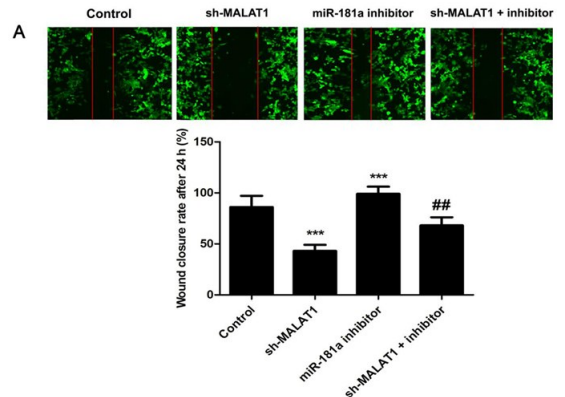 A
Control
sh-MALAT1
miR-181a inhibitor
sh-MALAT1 + inhibitor
Wound closure rate after 24 h (%)
150
100
50
0
***
***
##
Control
sh-MALAT1
miR-181a inhibitor
sh-MALAT1 + inhibitor